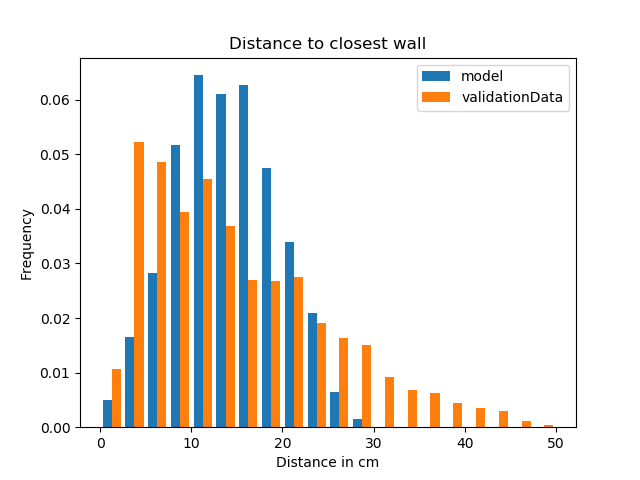 Distance to closest wall
model
validationData
Frequency
0.06
0.05
0.04
0.03
0.02
0.01
0.00
0 10 20 30 40 50
Distance in cm